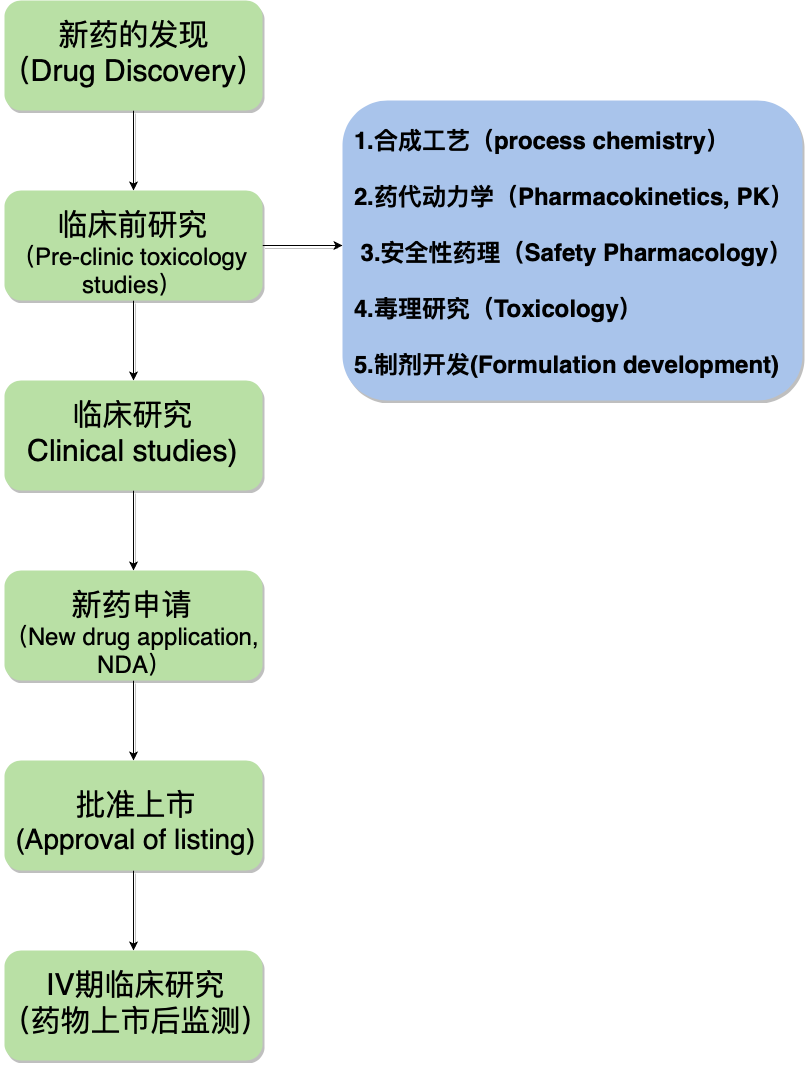 新药的发现
（Drug Discovery）
临床前研究
（Pre-clinic toxicology
studies）
1.合成工艺（process chemistry）
2.药代动力学（Pharmacokinetics, PK）
3.安全性药理（Safety Pharmacology）
4.毒理研究（Toxicology）
5.制剂开发(Formulation development)
临床研究
Clinical studies)
新药申请
（New drug application,
NDA）
批准上市
(Approval of listing)
IV期临床研究
（药物上市后监测）